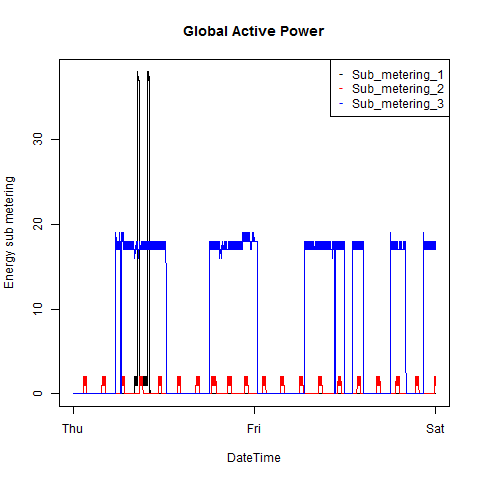 Global Active Power
Sub_metering_1
Sub_metering_2
Sub_metering_3
Energy sub metering
30
20
10
0
Thu Fri Sat
DateTime